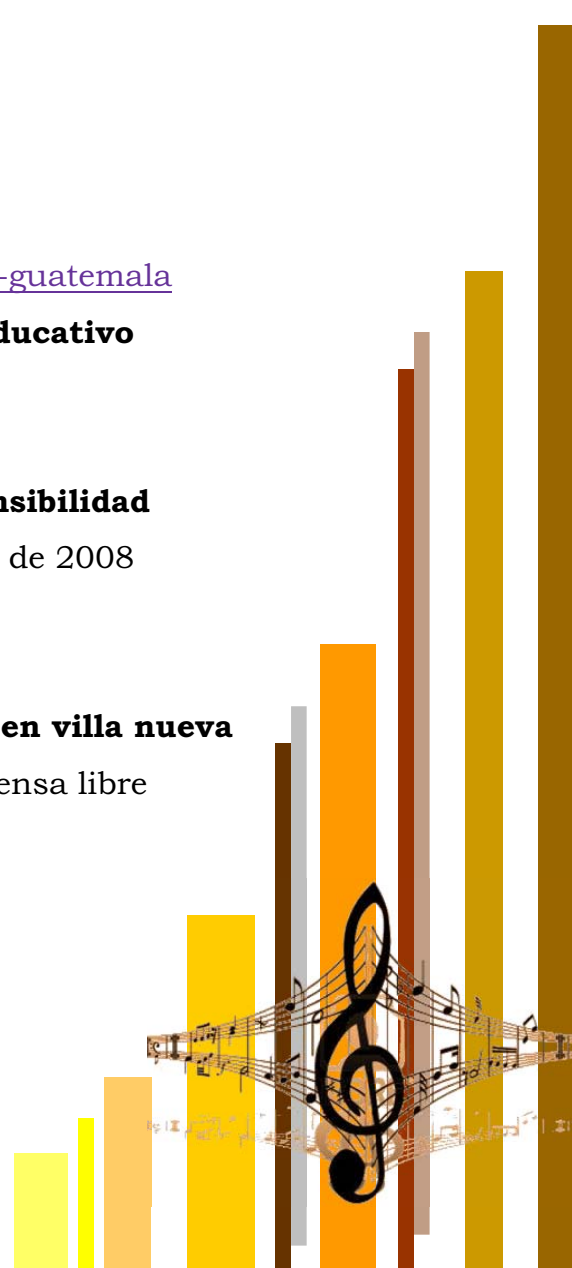 -guatemala
ducativo
nsibilidad
de 2008
en villa nueva
ensa libre